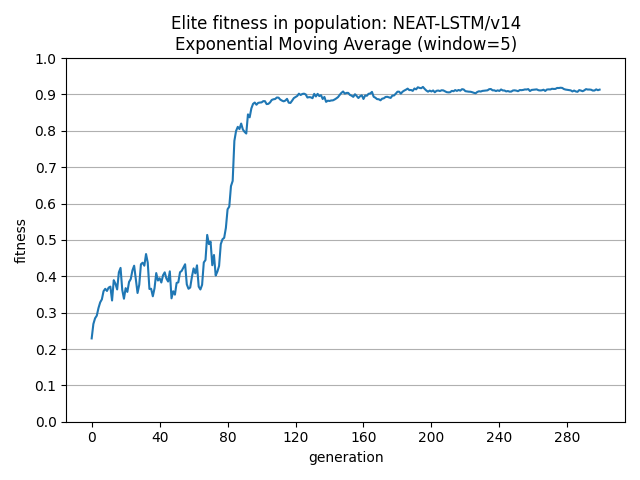 Elite fitness in population: NEAT-LSTM/v14
Exponential Moving Average (window=5)
1.0
0.9
0.8
0.7
0.6
0.5
0.4
0.3
0.2
0.1
0.0
fitness
0 40 80 120 160 200 240 280
generation